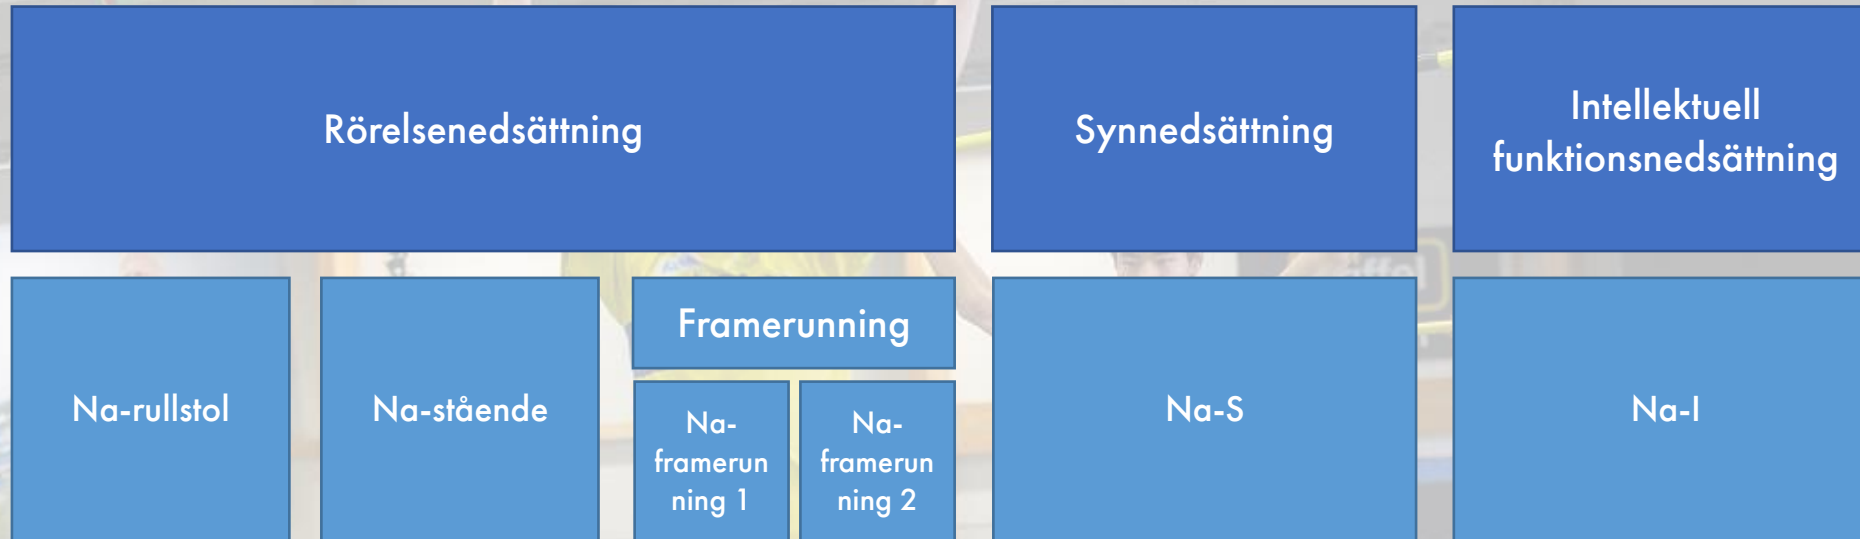 Rörelsenedsättning
Synnedsättning
Intellektuell
funktionsnedsättning
Na-rullstol
Na-stående
Framerunning
Na-
framerun
ning 1
Na-
framerun
ning 2
Na-S
Na-I